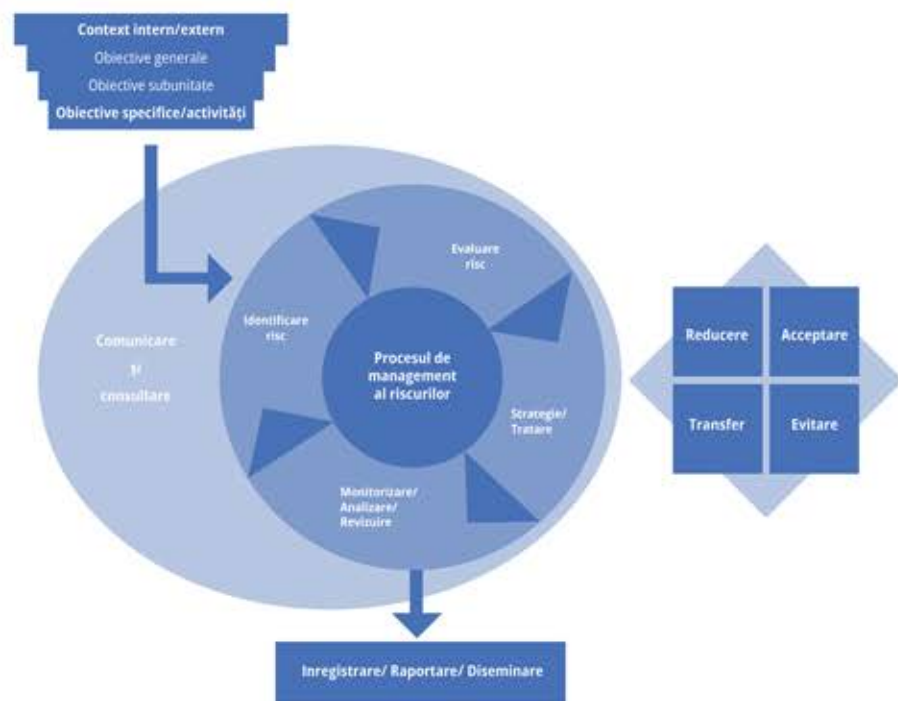 Context intern/extern
Obiective generale
Obiective subunitate
Obiective specifice/activități
Evaluare
risc
Identificare
risc
Comunicare
și
consultare
Procesul de
management
al riscurilor
Strategie/
Tratare
Monitorizare/
Analizare/
Revizuire
Reducere
Acceptare
Transfer
Evitare
Inregistrare/ Raportare/ Diseminare